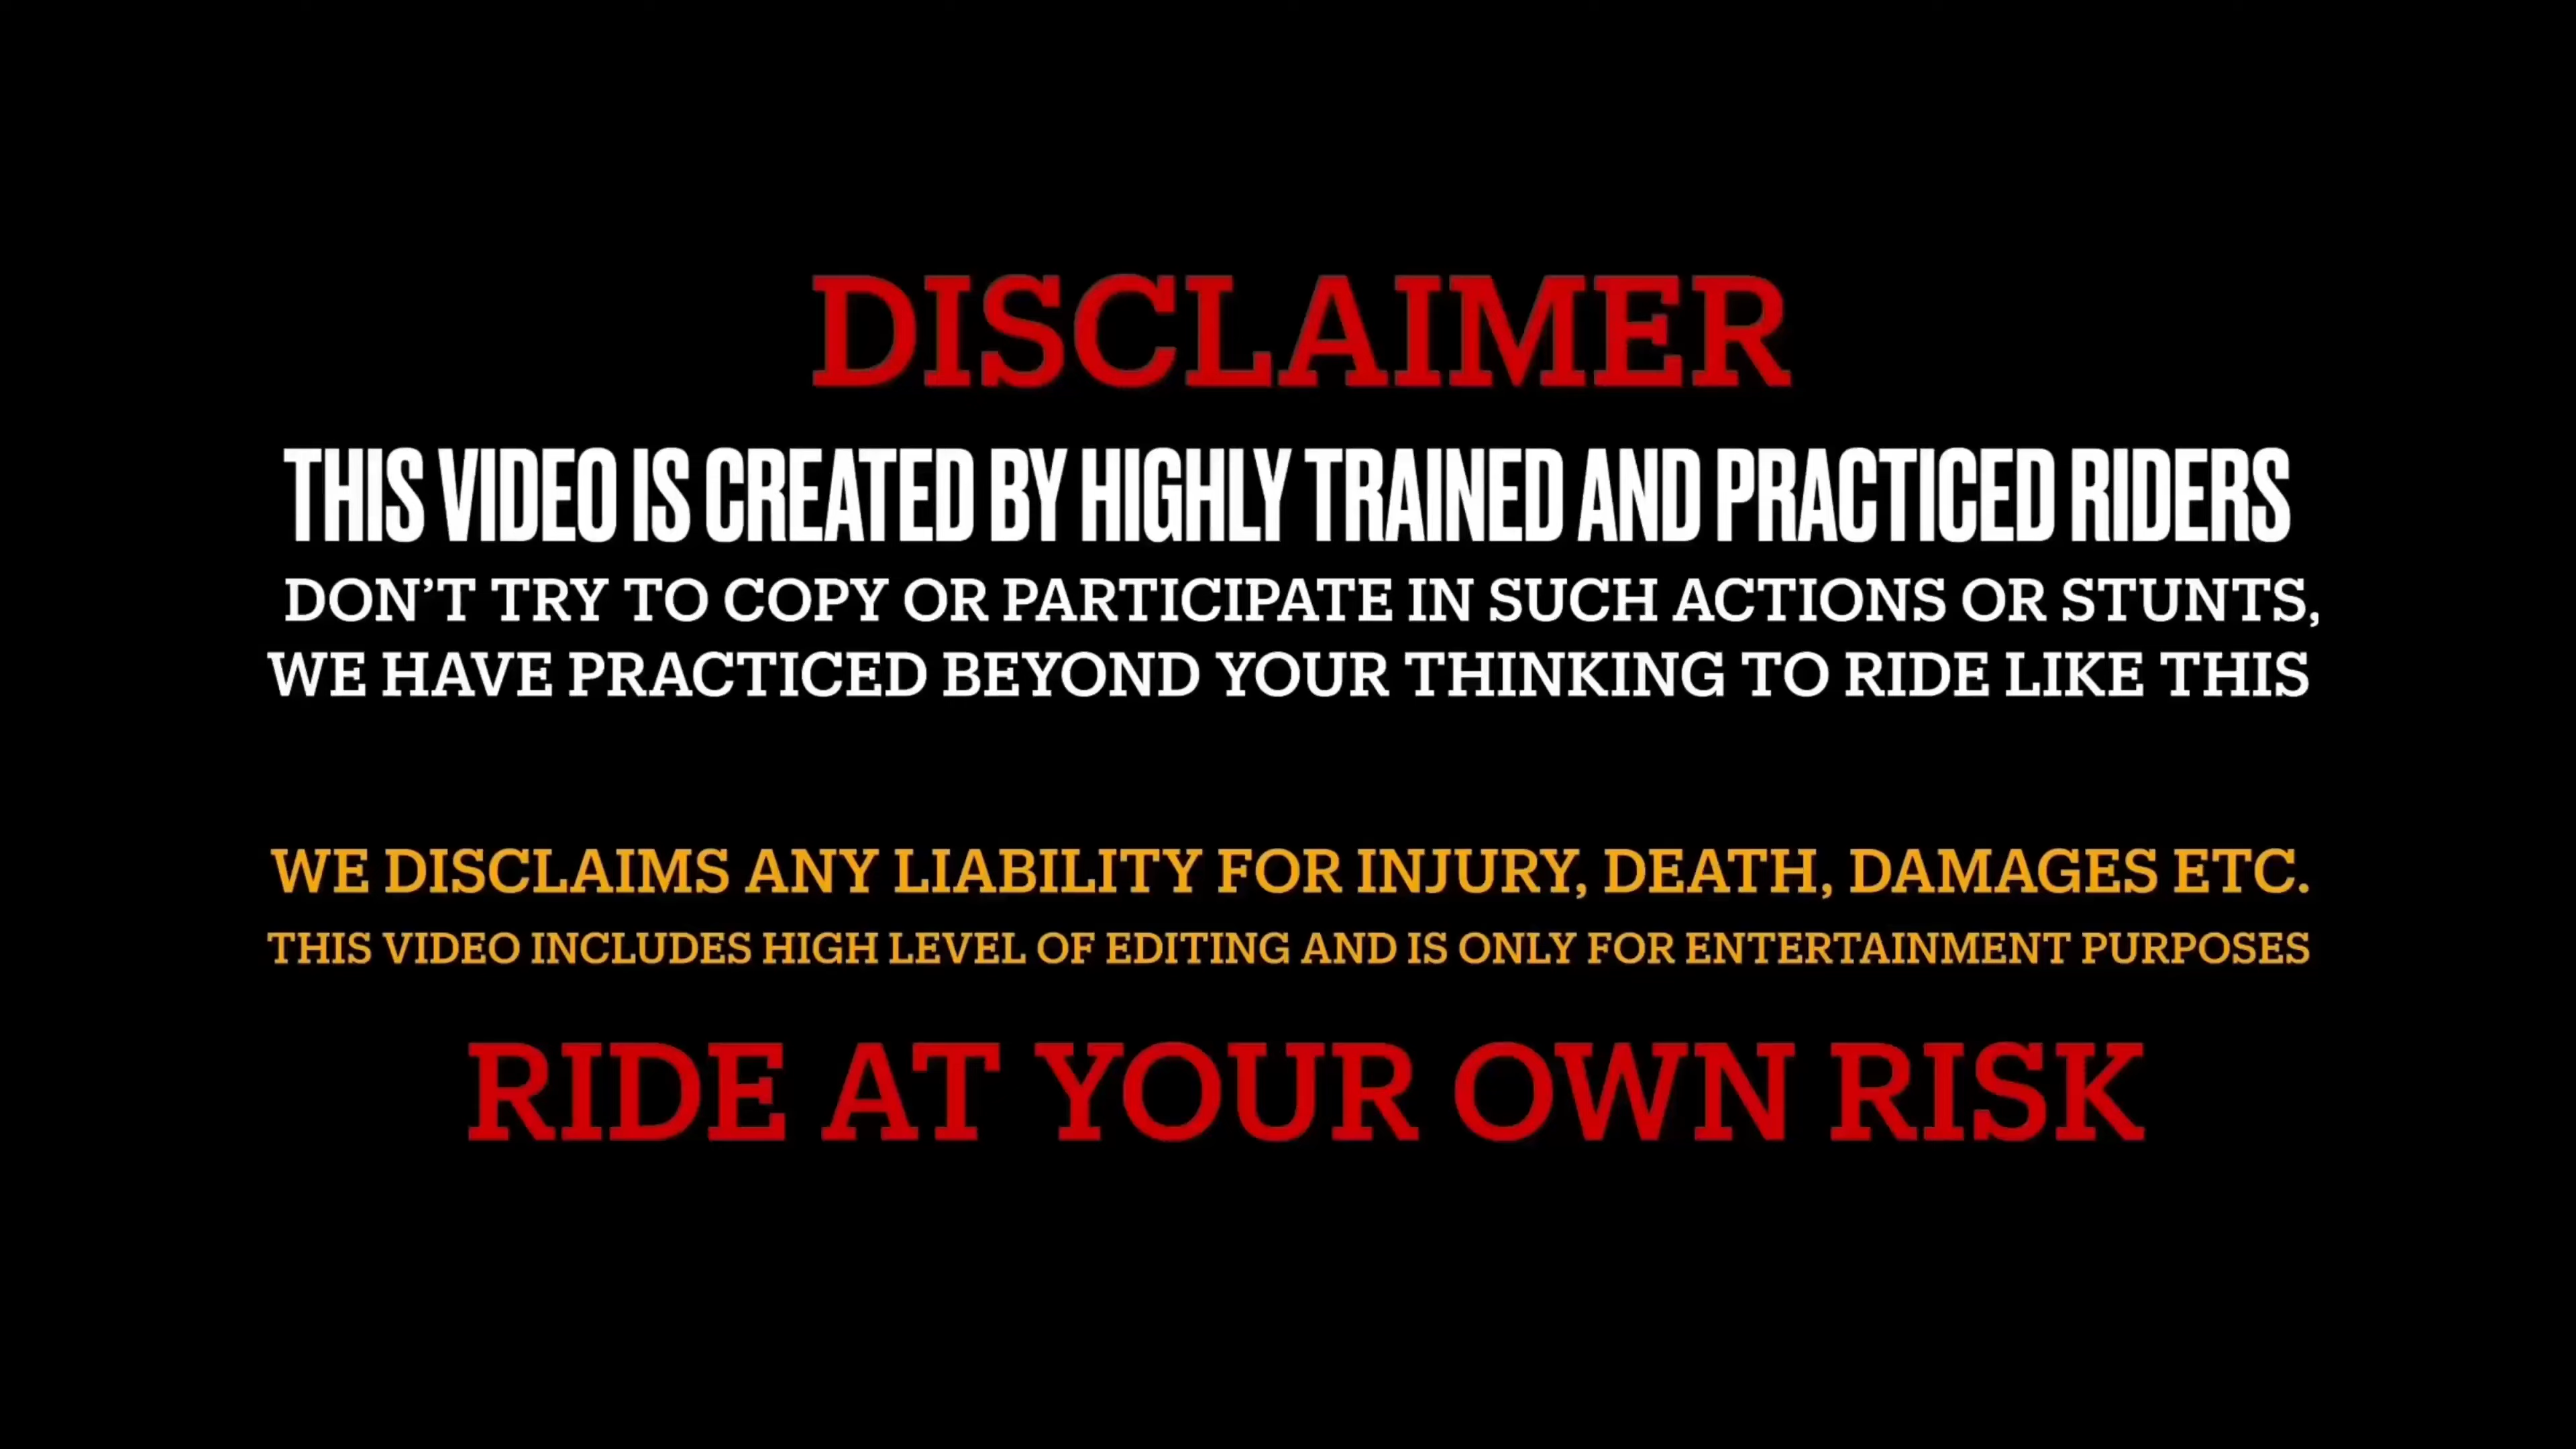 DISCLAIMER
THIS VIDEO IS CREATED BY HIGHLY TRAINED AND PRACTICED RIDERS
DON’T TRY TO COPY OR PARTICIPATE IN SUCH ACTIONS OR STUNTS,
WE HAVE PRACTICED BEYOND YOUR THINKING TO RIDE LIKE THIS
WE DISCLAIMS ANY LIABILITY FOR INJURY, DEATH, DAMAGES ETC.
THIS VIDEO INCLUDES HIGH LEVEL OF EDITING AND IS ONLY FOR ENTERTAINMENT PURPOSES
RIDE AT YOUR OWN RISK